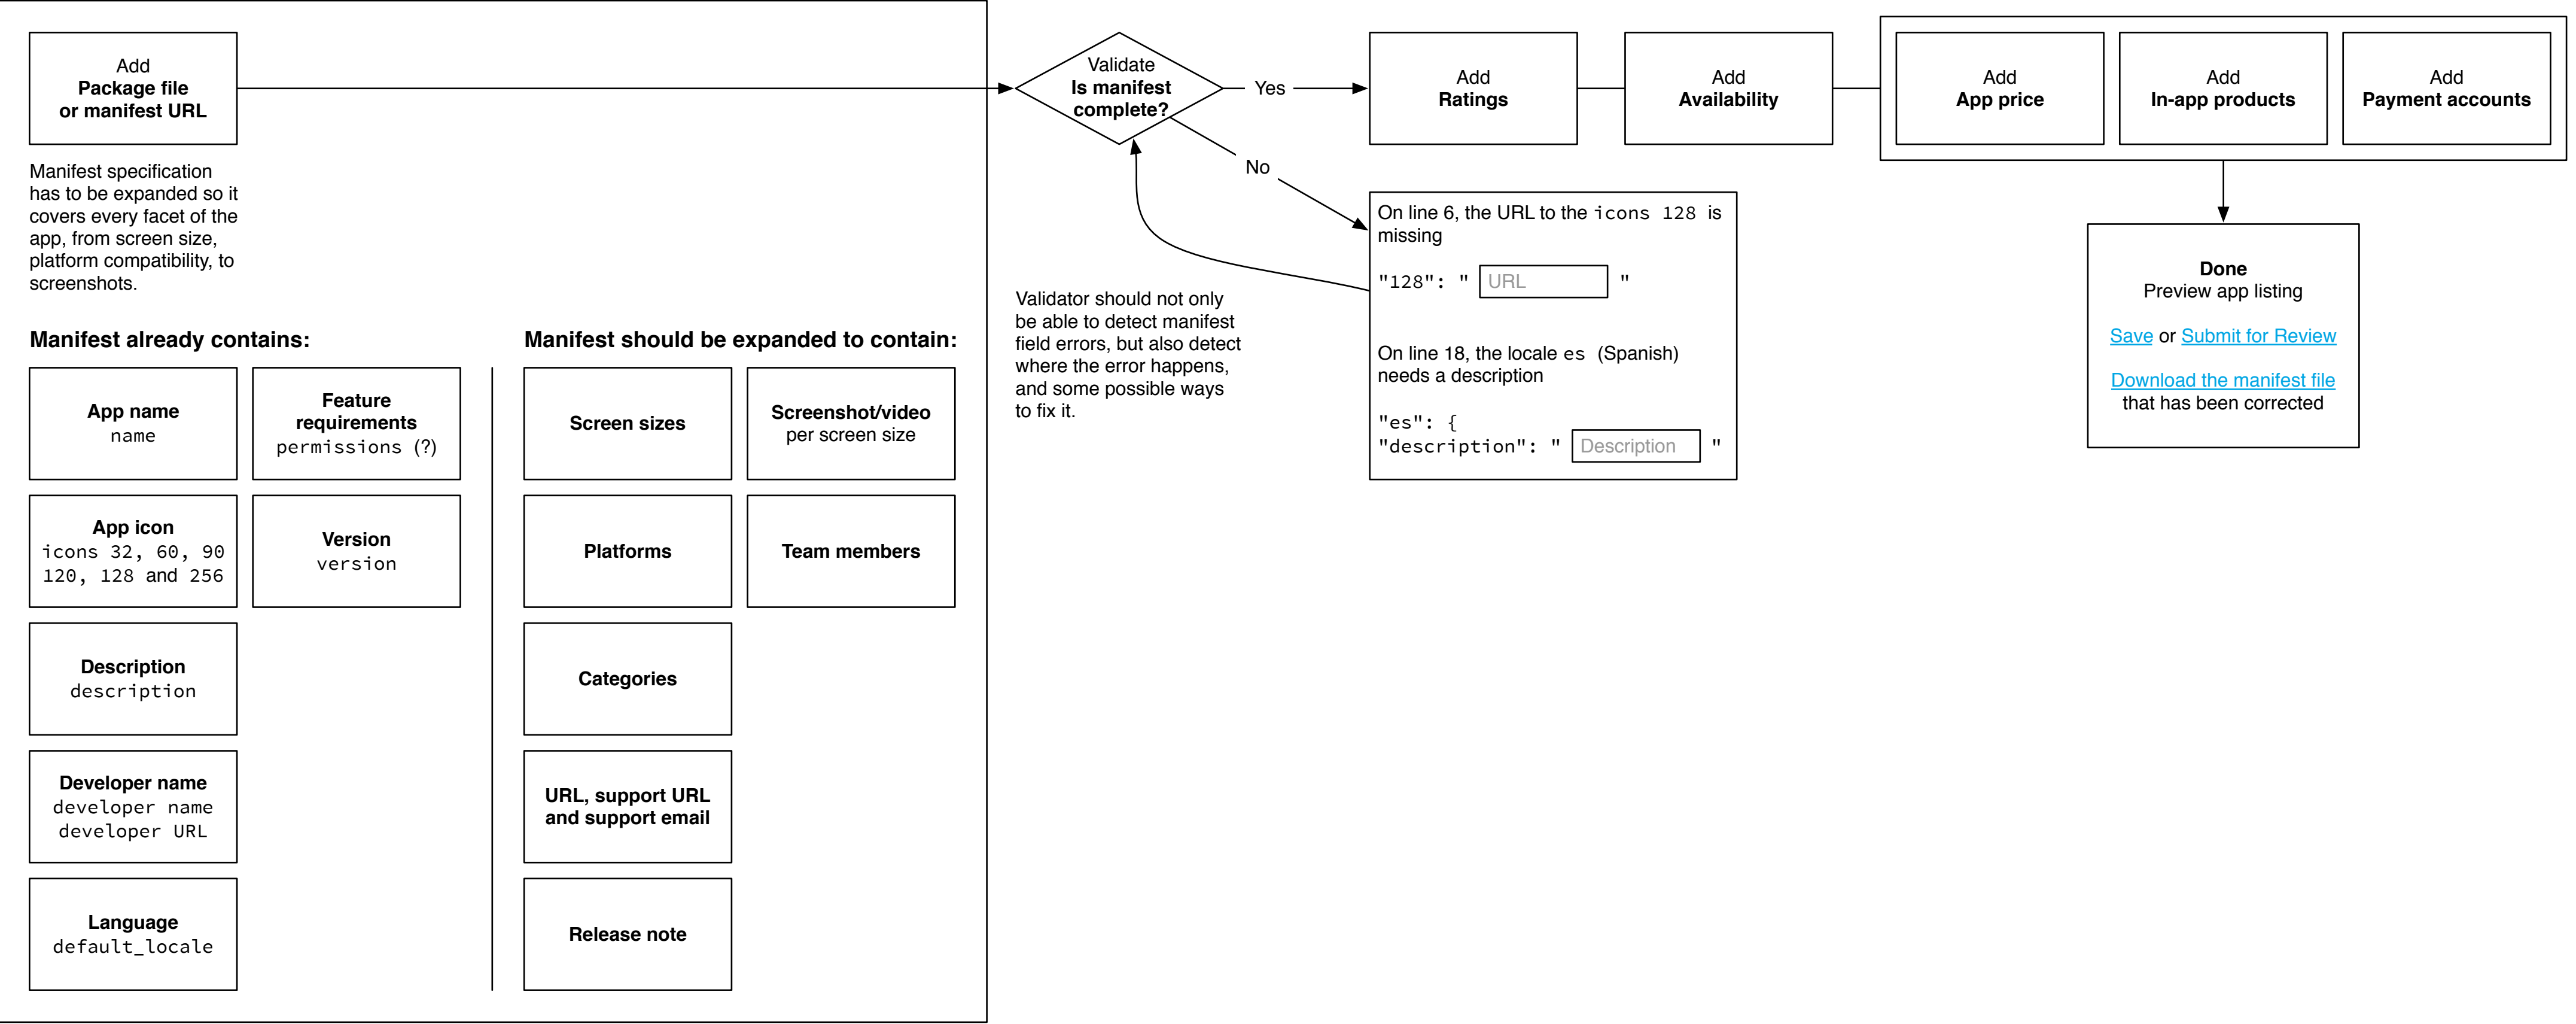 Add
Package file
or manifest URL
Manifest specification
has to be expanded so it
covers every facet of the
app, from screen size,
platform compatibility, to
screenshots.
Manifest already contains:
App name
name
Feature
requirements
permissions (?)
App icon
icons 32, 60, 90
120, 128 and 256
Version
version
Description
description
Developer name
developer name
developer URL
Language
default_locale
Manifest should be expanded to contain:
Screen sizes
Screenshot/video
per screen size
Platforms
Team members
Categories
URL, support URL
and support email
Release note
Validate
Is manifest
complete?
Yes
No
Validator should not only
be able to detect manifest
field errors, but also detect
where the error happens,
and some possible ways
to fix it.
On line 6, the URL to the icons 128 is
missing
"128": " URL "
On line 18, the locale es (Spanish)
needs a description
"es": {
"description": " Description "
Add
Ratings
Add
Availability
Add
App price
Add
In-app products
Add
Payment accounts
Done
Preview app listing
Save or Submit for Review
Download the manifest file
that has been corrected